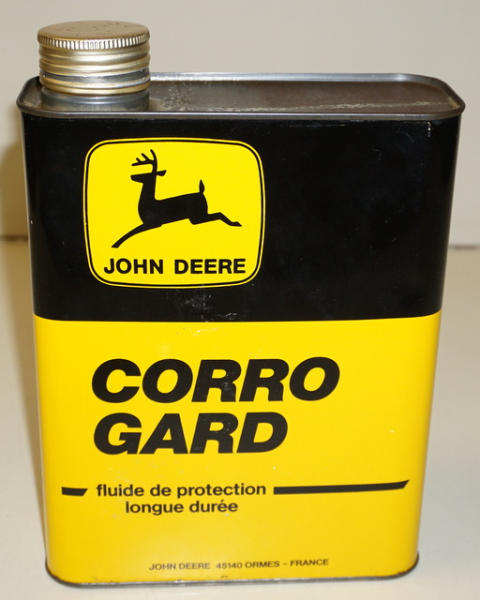 JOHN DEERE
CORRO
GARD
fluide de protection
longue durée
JOHN DEERE 45140 ORMES - FRANCE